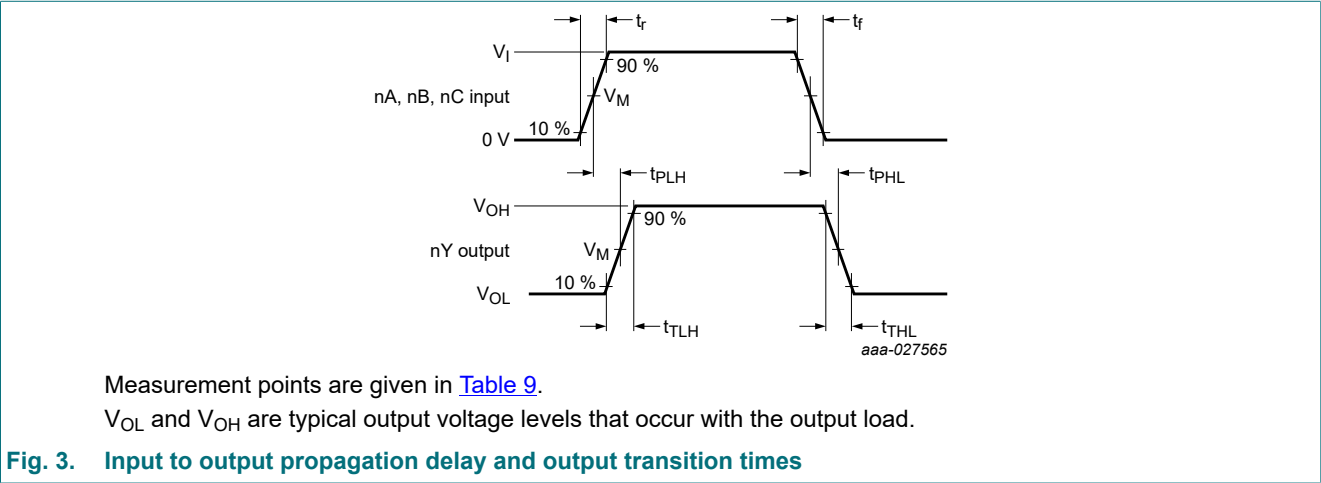 tr
tf
VI
90 %
nA, nB, nC input
VM
10 %
0 V
tPLH
tPHL
VOH
90 %
nY output
VM
10 %
VOL
tTLH
tTHL
aaa-027565
Measurement points are given in Table 9.
VOL and VOH are typical output voltage levels that occur with the output load.
Fig. 3. Input to output propagation delay and output transition times